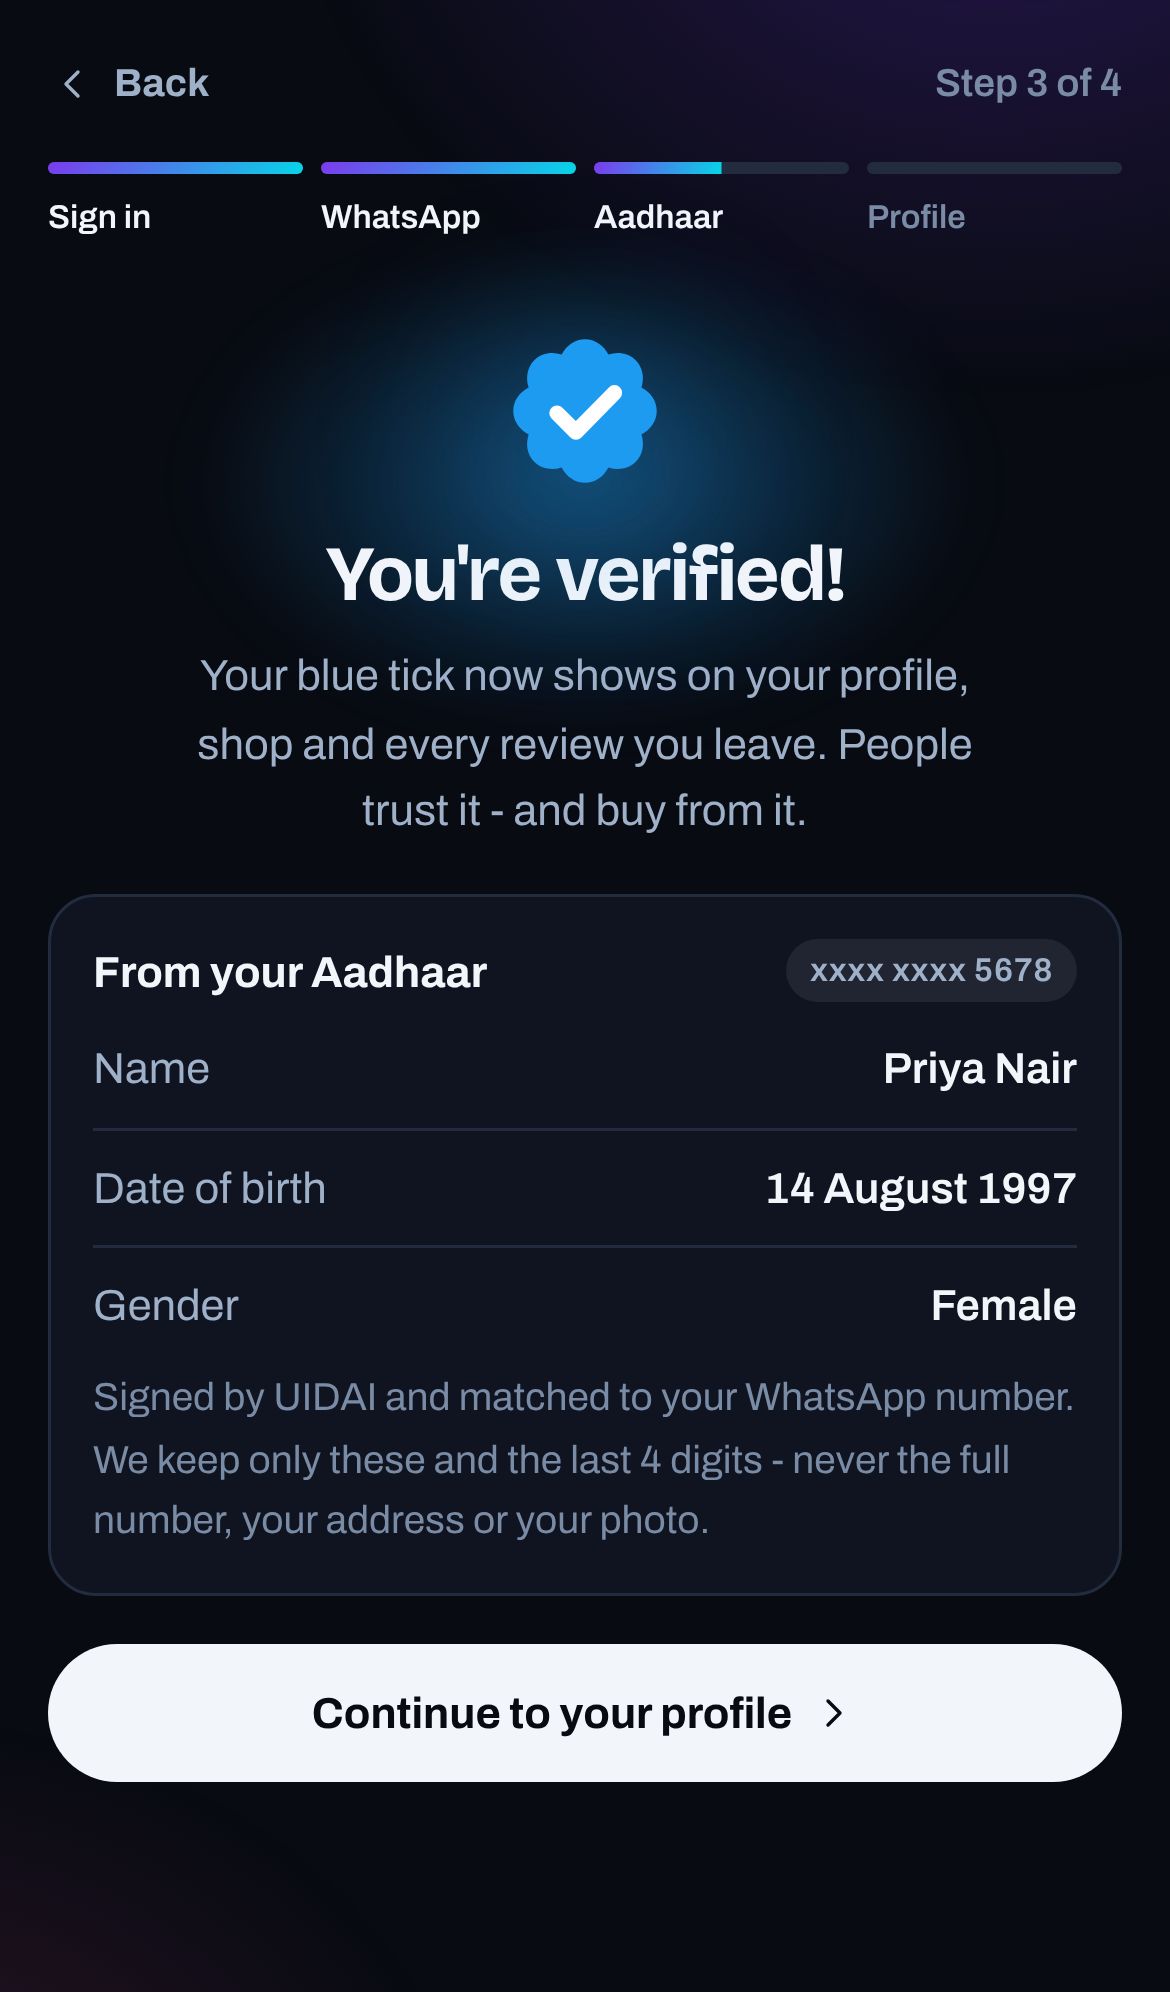 Back
Step 3 of 4
Sign in
WhatsApp
Aadhaar
Profile
You're verified!
Your blue tick now shows on your profile,
shop and every review you leave. People
trust it - and buy from it.
From your Aadhaar
xxxx xxxx 5678
Name
Priya Nair
Date of birth
14 August 1997
Gender
Female
Signed by UIDAI and matched to your WhatsApp number.
We keep only these and the last 4 digits - never the full
number, your address or your photo.
Continue to your profile